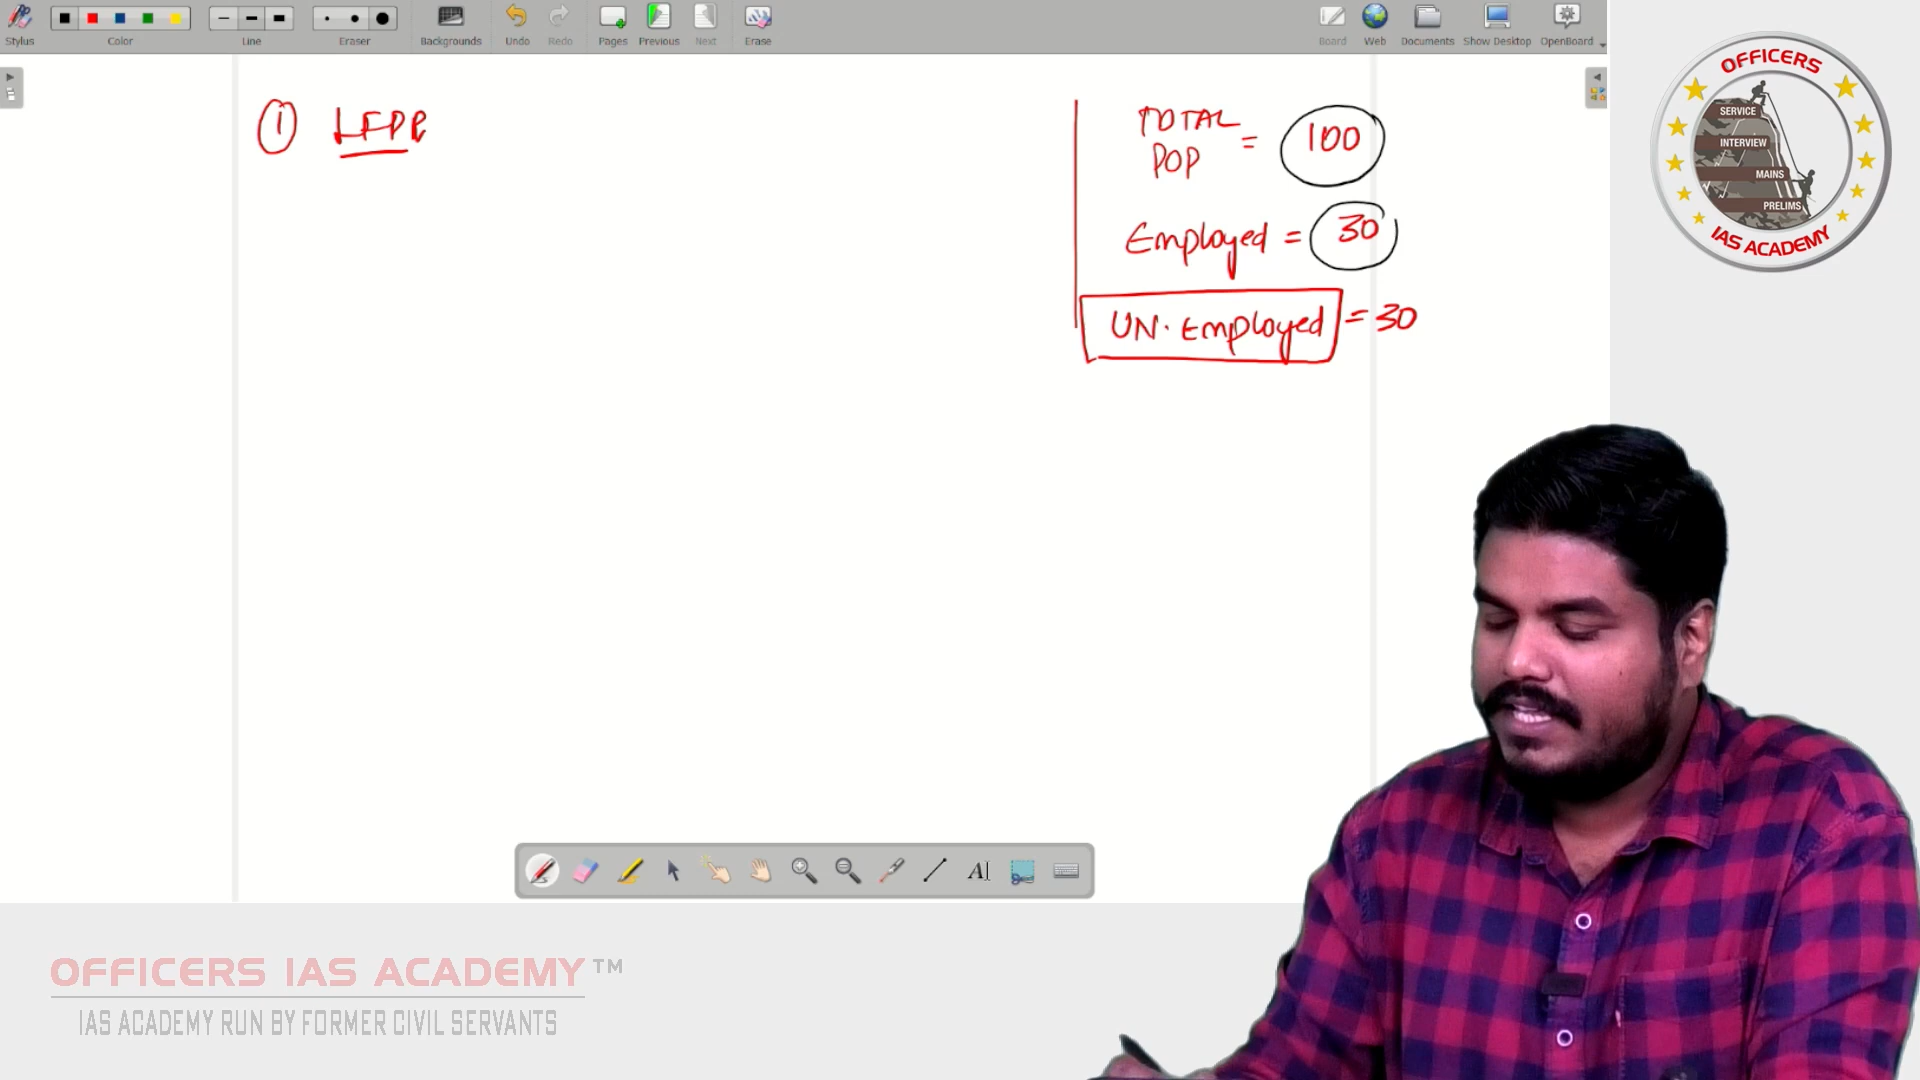 Stylus
Color
Line
Eraser
Backgrounds
Undo
Redo
Pages
Previous
Next
Erase
Board
Web
Documents
Show Desktop
OpenBoard
① LFPR
TOTAL POP = 100
Employed = 30
UN. Employed = 30
A
OFFICERS
SERVICE
INTERVIEW
MAINS
PRELIMS
IAS ACADEMY
OFFICERS IAS ACADEMY™
IAS ACADEMY RUN BY FORMER CIVIL SERVANTS